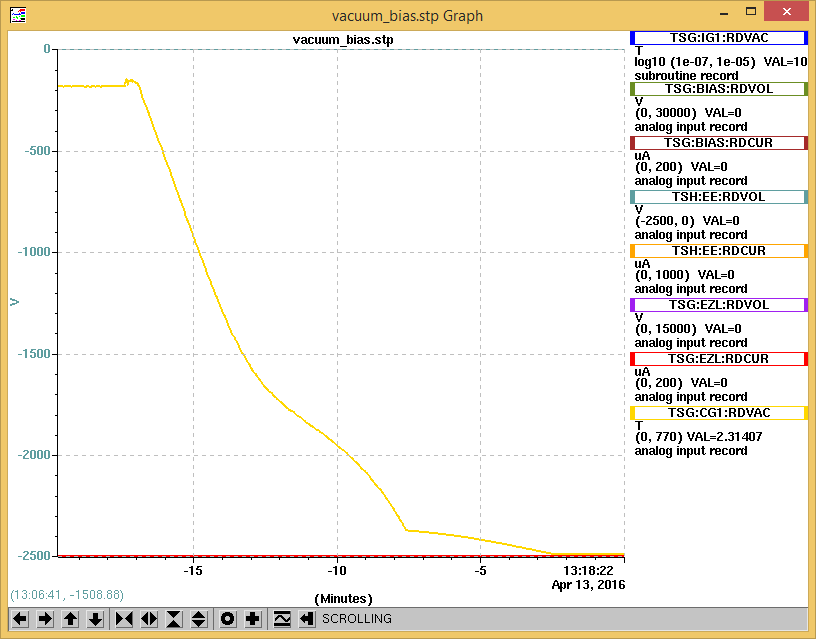 vacuum_bias.stp Graph
vacuum_bias.stp
0
-500
-1000
-1500
-2000
-2500
V
-15
-10
-5
13:18:22
Apr 13, 2016
(Minutes)
(13:06:41, -1508.88)
TSG:IG1:RDVAC
T
log10 (1e-07, 1e-05) VAL=10
subroutine record
TSG:BIAS:RDVOL
V
(0, 30000) VAL=0
analog input record
TSG:BIAS:RDCUR
uA
(0, 200) VAL=0
analog input record
TSH:EE:RDVOL
V
(-2500, 0) VAL=0
analog input record
TSH:EE:RDCUR
uA
(0, 1000) VAL=0
analog input record
TSG:EZL:RDVOL
V
(0, 15000) VAL=0
analog input record
TSG:EZL:RDCUR
uA
(0, 200) VAL=0
analog input record
TSG:CG1:RDVAC
T
(0, 770) VAL=2.31407
analog input record
SCROLLING